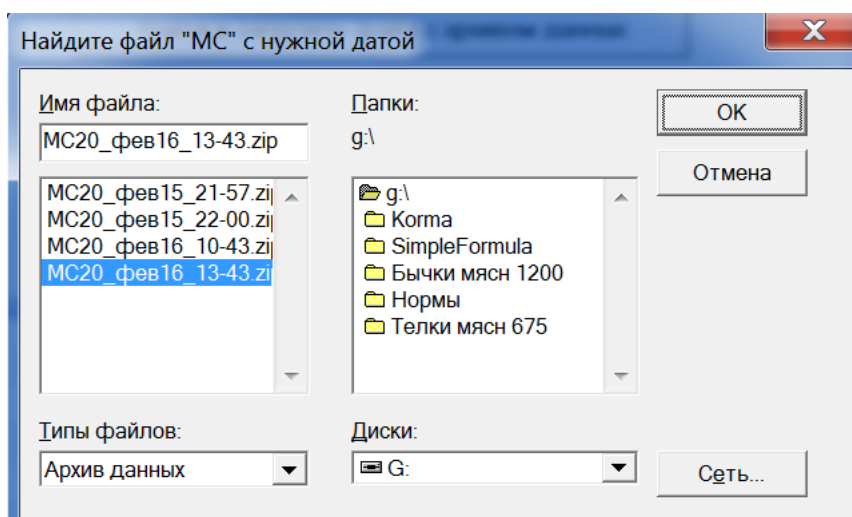 Найдите файл "МС" с нужной датой
с архивом данных
Имя файла:
МС20_фев16_13-43.zip
МС20_фев15_21-57.zi
МС20_фев15_22-00.zi
МС20_фев16_10-43.zi
МС20_фев16_13-43.zi
Типы файлов:
Архив данных
Папки:
g:\
g:\
Korma
SimpleFormula
Бычки мясн 1200
Нормы
Телки мясн 675
Диски:
G:
OK
Отмена
Сеть...